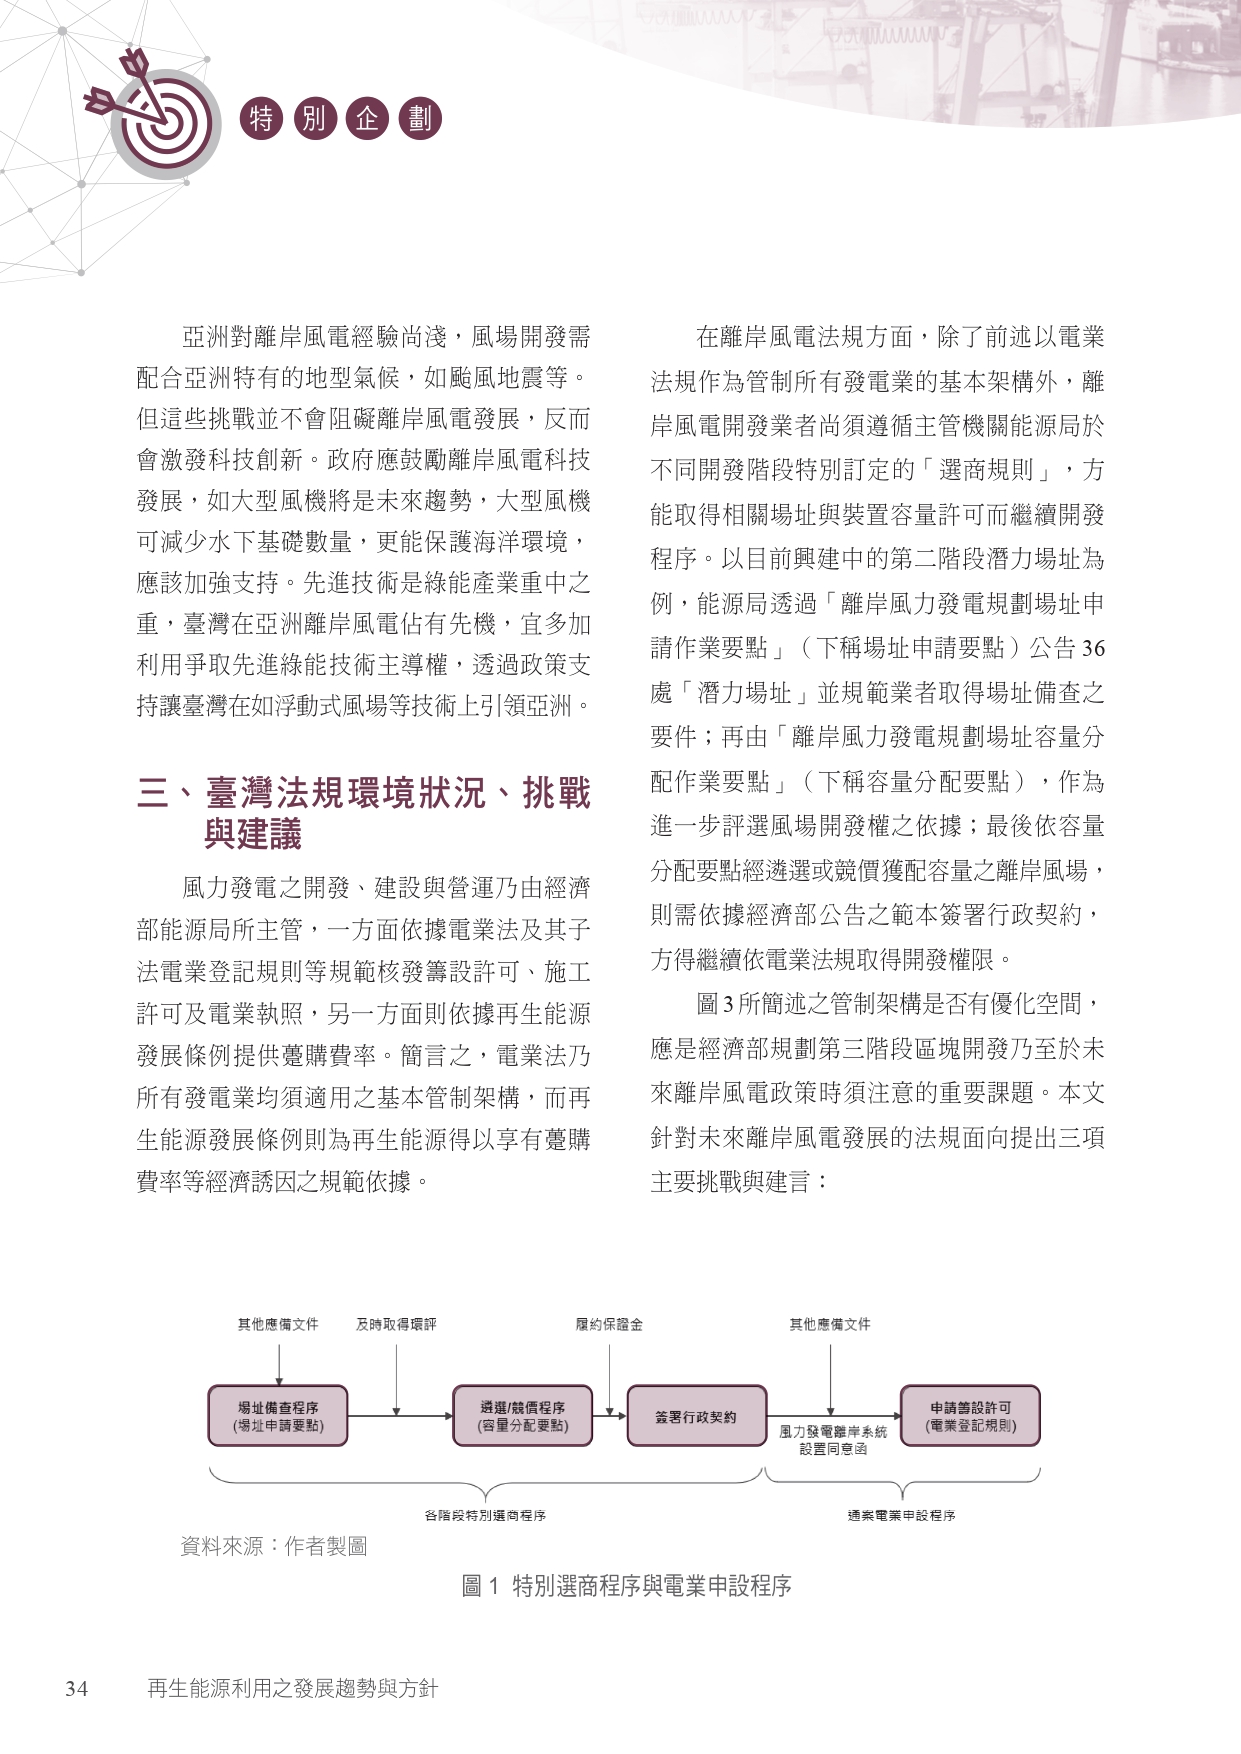 特別企劃
亞洲對離岸風電經驗尚淺，風場開發需
配合亞洲特有的地型氣候，如颱風地震等。
但這些挑戰並不會阻礙離岸風電發展，反而
會激發科技創新。政府應鼓勵離岸風電科技
發展，如大型風機將是未來趨勢，大型風機
可減少水下基礎數量，更能保護海洋環境，
應該加強支持。先進技術是綠能產業重中之
重，臺灣在亞洲離岸風電佔有先機，宜多加
利用爭取先進綠能技術主導權，透過政策支
持讓臺灣在如浮動式風場等技術上引領亞洲。
三、臺灣法規環境狀況、挑戰
與建議
風力發電之開發、建設與營運乃由經濟
部能源局所主管，一方面依據電業法及其子
法電業登記規則等規範核發籌設許可、施工
許可及電業執照，另一方面則依據再生能源
發展條例提供躉購費率。簡言之，電業法乃
所有發電業均須適用之基本管制架構，而再
生能源發展條例則為再生能源得以享有躉購
費率等經濟誘因之規範依據。
在離岸風電法規方面，除了前述以電業
法規作為管制所有發電業的基本架構外，離
岸風電開發業者尚須遵循主管機關能源局於
不同開發階段特別訂定的「選商規則」，方
能取得相關場址與裝置容量許可而繼續開發
程序。以目前興建中的第二階段潛力場址為
例，能源局透過「離岸風力發電規劃場址申
請作業要點」（下稱場址申請要點）公告 36
處「潛力場址」並規範業者取得場址備查之
要件；再由「離岸風力發電規劃場址容量分
配作業要點」（下稱容量分配要點），作為
進一步評選風場開發權之依據；最後依容量
分配要點經遴選或競價獲配容量之離岸風場，
則需依據經濟部公告之範本簽署行政契約，
方得繼續依電業法規取得開發權限。
圖 3 所簡述之管制架構是否有優化空間，
應是經濟部規劃第三階段區塊開發乃至於未
來離岸風電政策時須注意的重要課題。本文
針對未來離岸風電發展的法規面向提出三項
主要挑戰與建言：
其他應備文件 及時取得環評 履約保證金 其他應備文件
場址備查程序
(場址申請要點)
遴選/競價程序
(容量分配要點)
簽署行政契約
風力發電離岸系統
設置同意函
申請籌設許可
(電業登記規則)
各階段特別選商程序
通案電業申設程序
資料來源：作者製圖
圖 1 特別選商程序與電業申設程序
34 再生能源利用之發展趨勢與方針